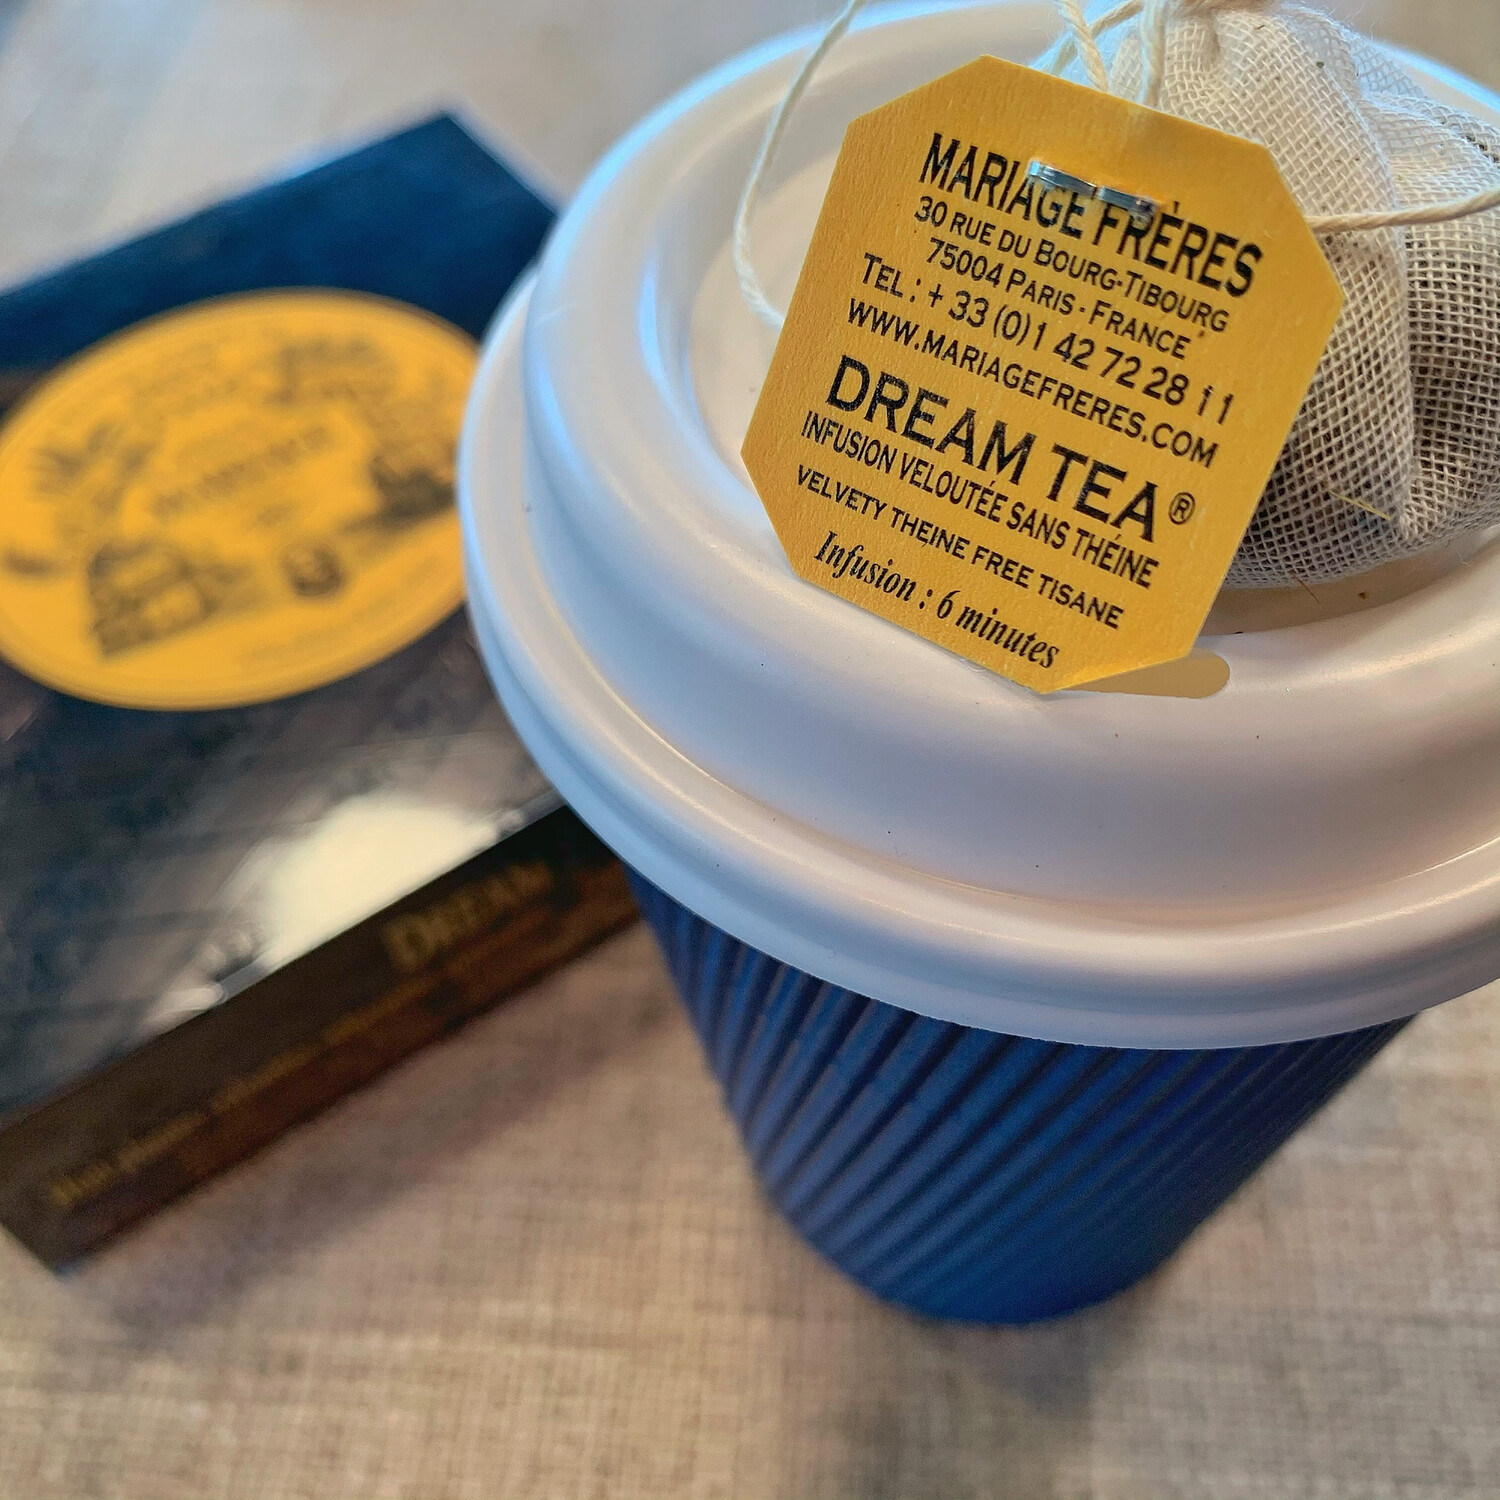 MARIAGE FRÈRES
30 RUE DU BOURG-TIBOURG
75004 PARIS - FRANCE
TEL : + 33 (0)1 42 72 28 11
WWW.MARIAGEFRERES.COM
DREAM TEA®
INFUSION VELOUTÉE SANS THÉINE
VELVETY THEINE FREE TISANE
Infusion : 6 minutes
DREAM